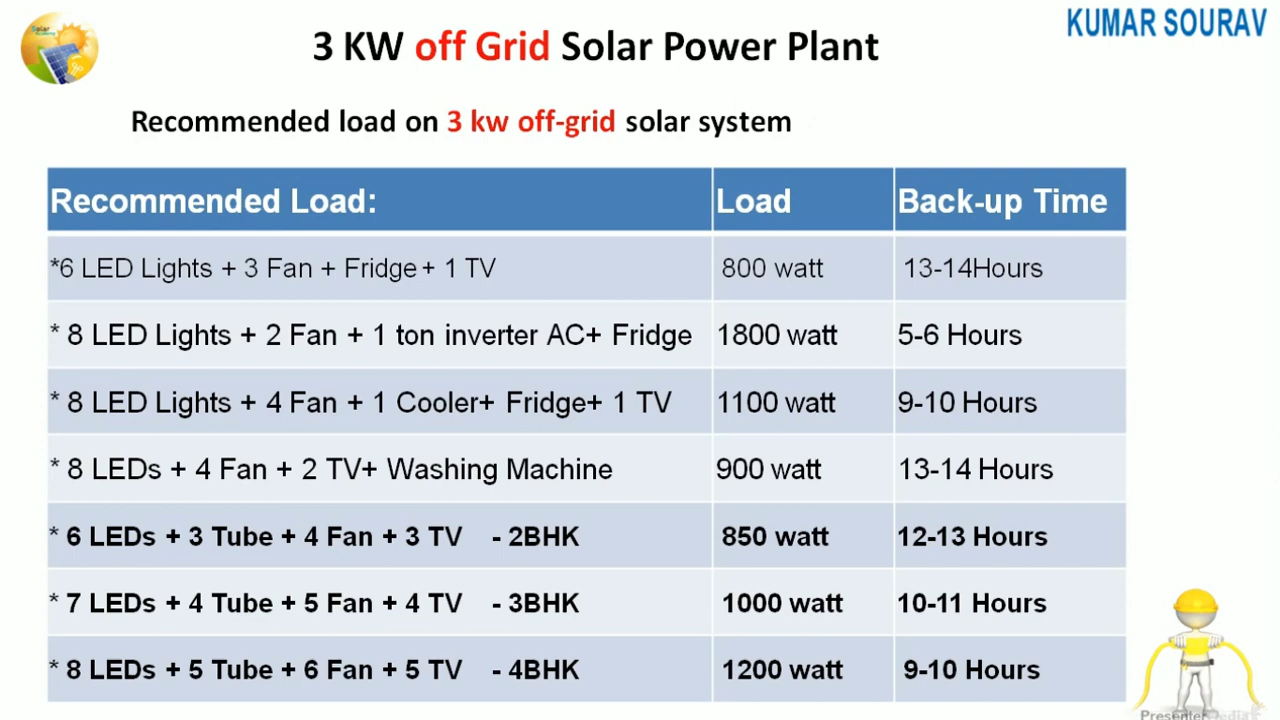 KUMAR SOURAV
3 KW off Grid Solar Power Plant
Recommended load on 3 kw off-grid solar system
Recommended Load: Load Back-up Time
*6 LED Lights + 3 Fan + Fridge + 1 TV 800 watt 13-14Hours
* 8 LED Lights + 2 Fan + 1 ton inverter AC+ Fridge 1800 watt 5-6 Hours
* 8 LED Lights + 4 Fan + 1 Cooler+ Fridge+ 1 TV 1100 watt 9-10 Hours
* 8 LEDs + 4 Fan + 2 TV+ Washing Machine 900 watt 13-14 Hours
* 6 LEDs + 3 Tube + 4 Fan + 3 TV - 2BHK 850 watt 12-13 Hours
* 7 LEDs + 4 Tube + 5 Fan + 4 TV - 3BHK 1000 watt 10-11 Hours
* 8 LEDs + 5 Tube + 6 Fan + 5 TV - 4BHK 1200 watt 9-10 Hours